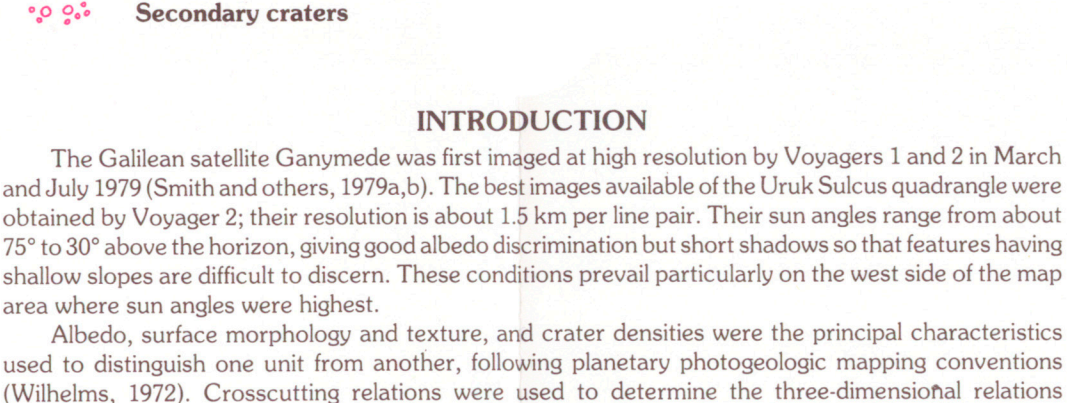 Secondary craters
INTRODUCTION
The Galilean satellite Ganymede was first imaged at high resolution by Voyagers 1 and 2 in March
and July 1979 (Smith and others, 1979a,b). The best images available of the Uruk Sulcus quadrangle were
obtained by Voyager 2; their resolution is about 1.5 km per line pair. Their sun angles range from about
75° to 30° above the horizon, giving good albedo discrimination but short shadows so that features having
shallow slopes are difficult to discern. These conditions prevail particularly on the west side of the map
area where sun angles were highest.
Albedo, surface morphology and texture, and crater densities were the principal characteristics
used to distinguish one unit from another, following planetary photogeologic mapping conventions
(Wilhelms, 1972). Crosscutting relations were used to determine the three-dimensional relations